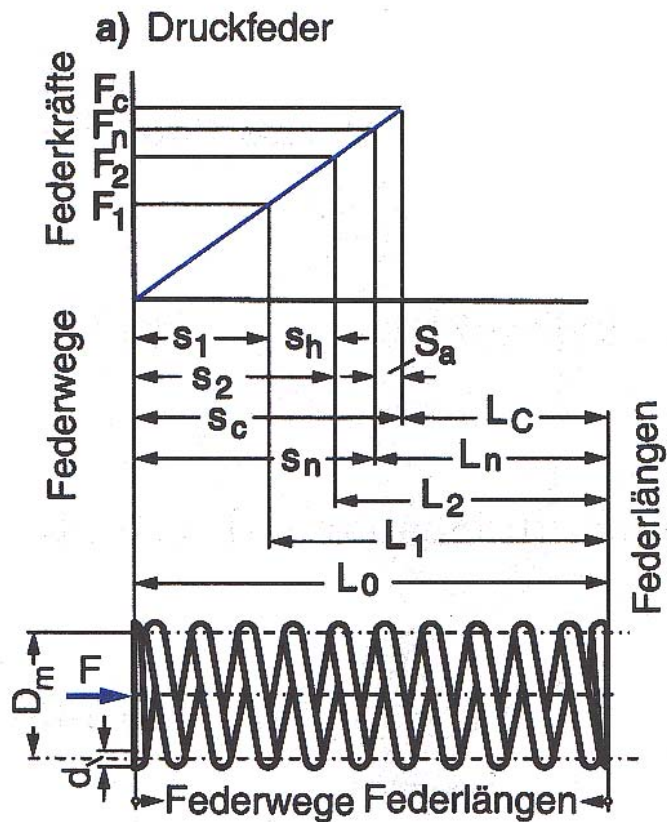 a) Druckfeder
Federkräfte
Fc
Fn
F2
F1
Federwege
s1
sh
Sa
s2
sc
LC
sn
Ln
L2
L1
L0
Federlängen
Dm
F
d
Federwege Federlängen